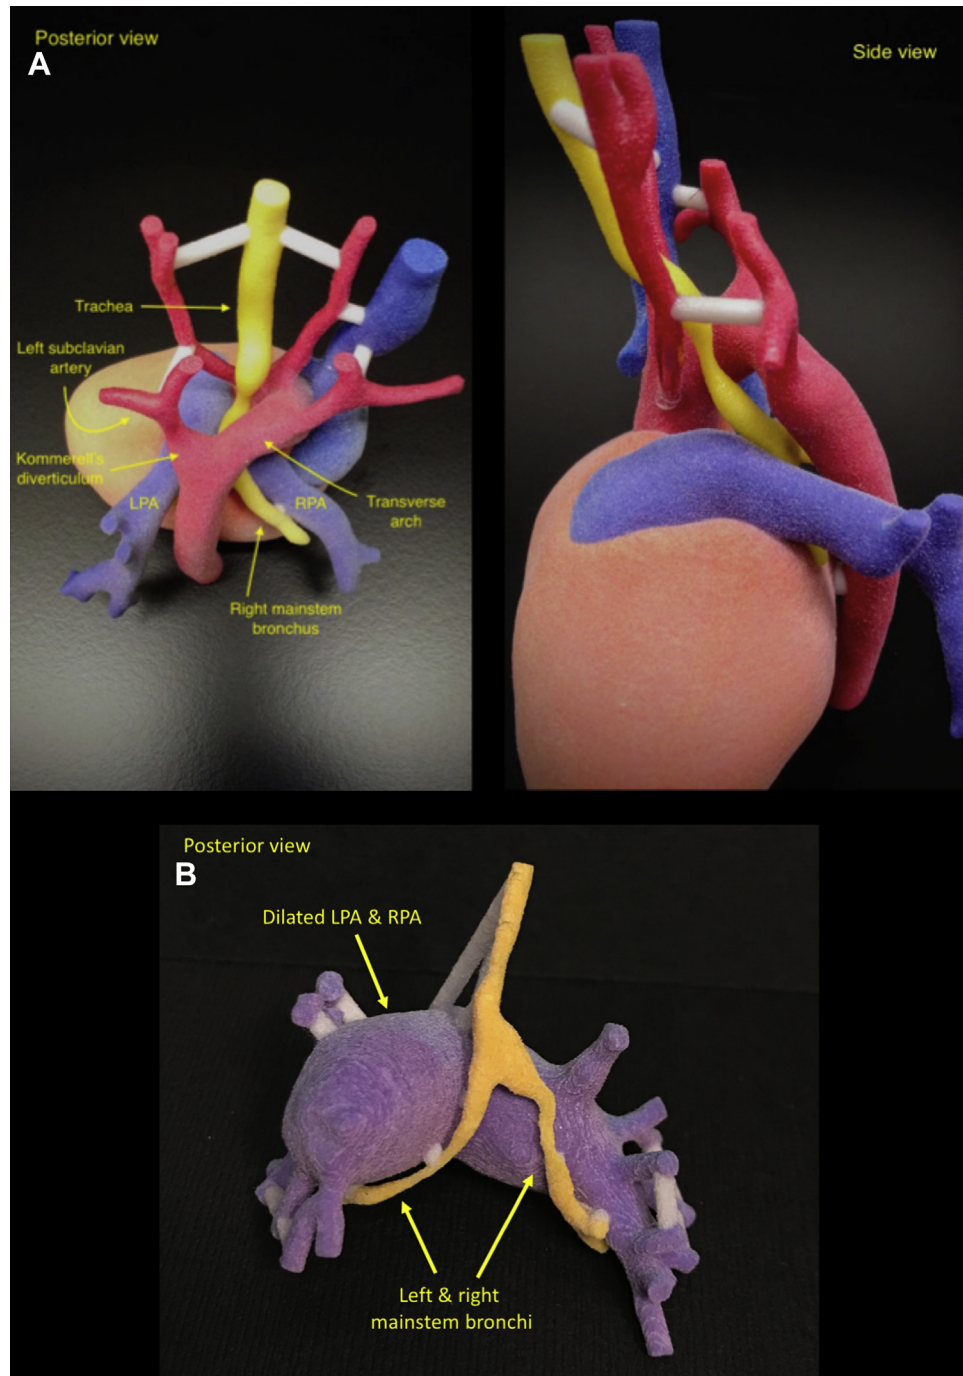 Posterior view
A
Side view
Trachea
Left subclavian
artery
Kommerell's
diverticulum
LPA
RPA
Transverse
arch
Right mainstem
bronchus
Posterior view
B
Dilated LPA & RPA
Left & right
mainstem bronchi